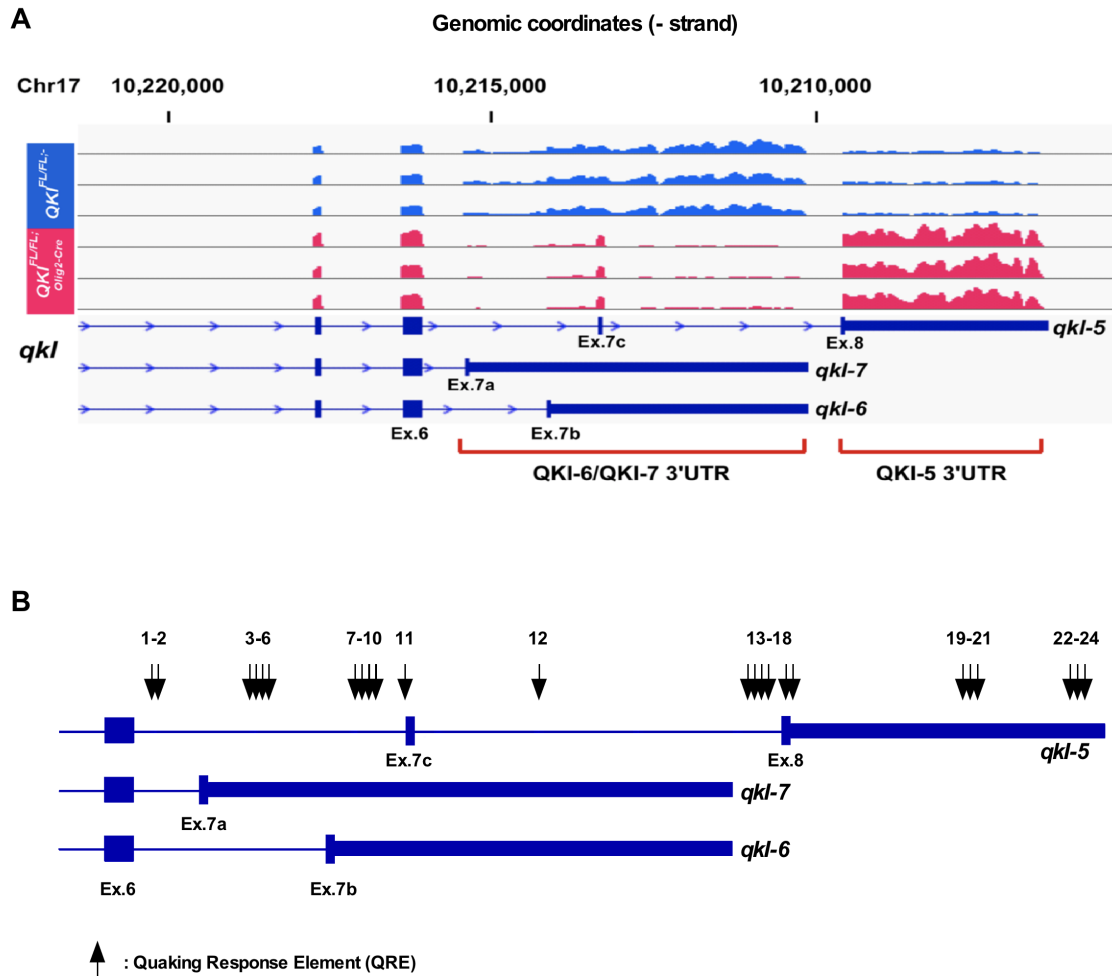 A
Genomic coordinates (- strand)
Chr17 10,220,000 10,215,000 10,210,000
QKI FL/FL;-
QKI FL/FL; Olig2-Cre
qkI
Ex.7c Ex.8 qkI-5
Ex.7a qkI-7
Ex.6 Ex.7b qkI-6
QKI-6/QKI-7 3'UTR QKI-5 3'UTR
B
1-2 3-6 7-10 11 12 13-18 19-21 22-24
Ex.7c Ex.8 qkI-5
Ex.7a qkI-7
qkI-6
Ex.6 Ex.7b
: Quaking Response Element (QRE)